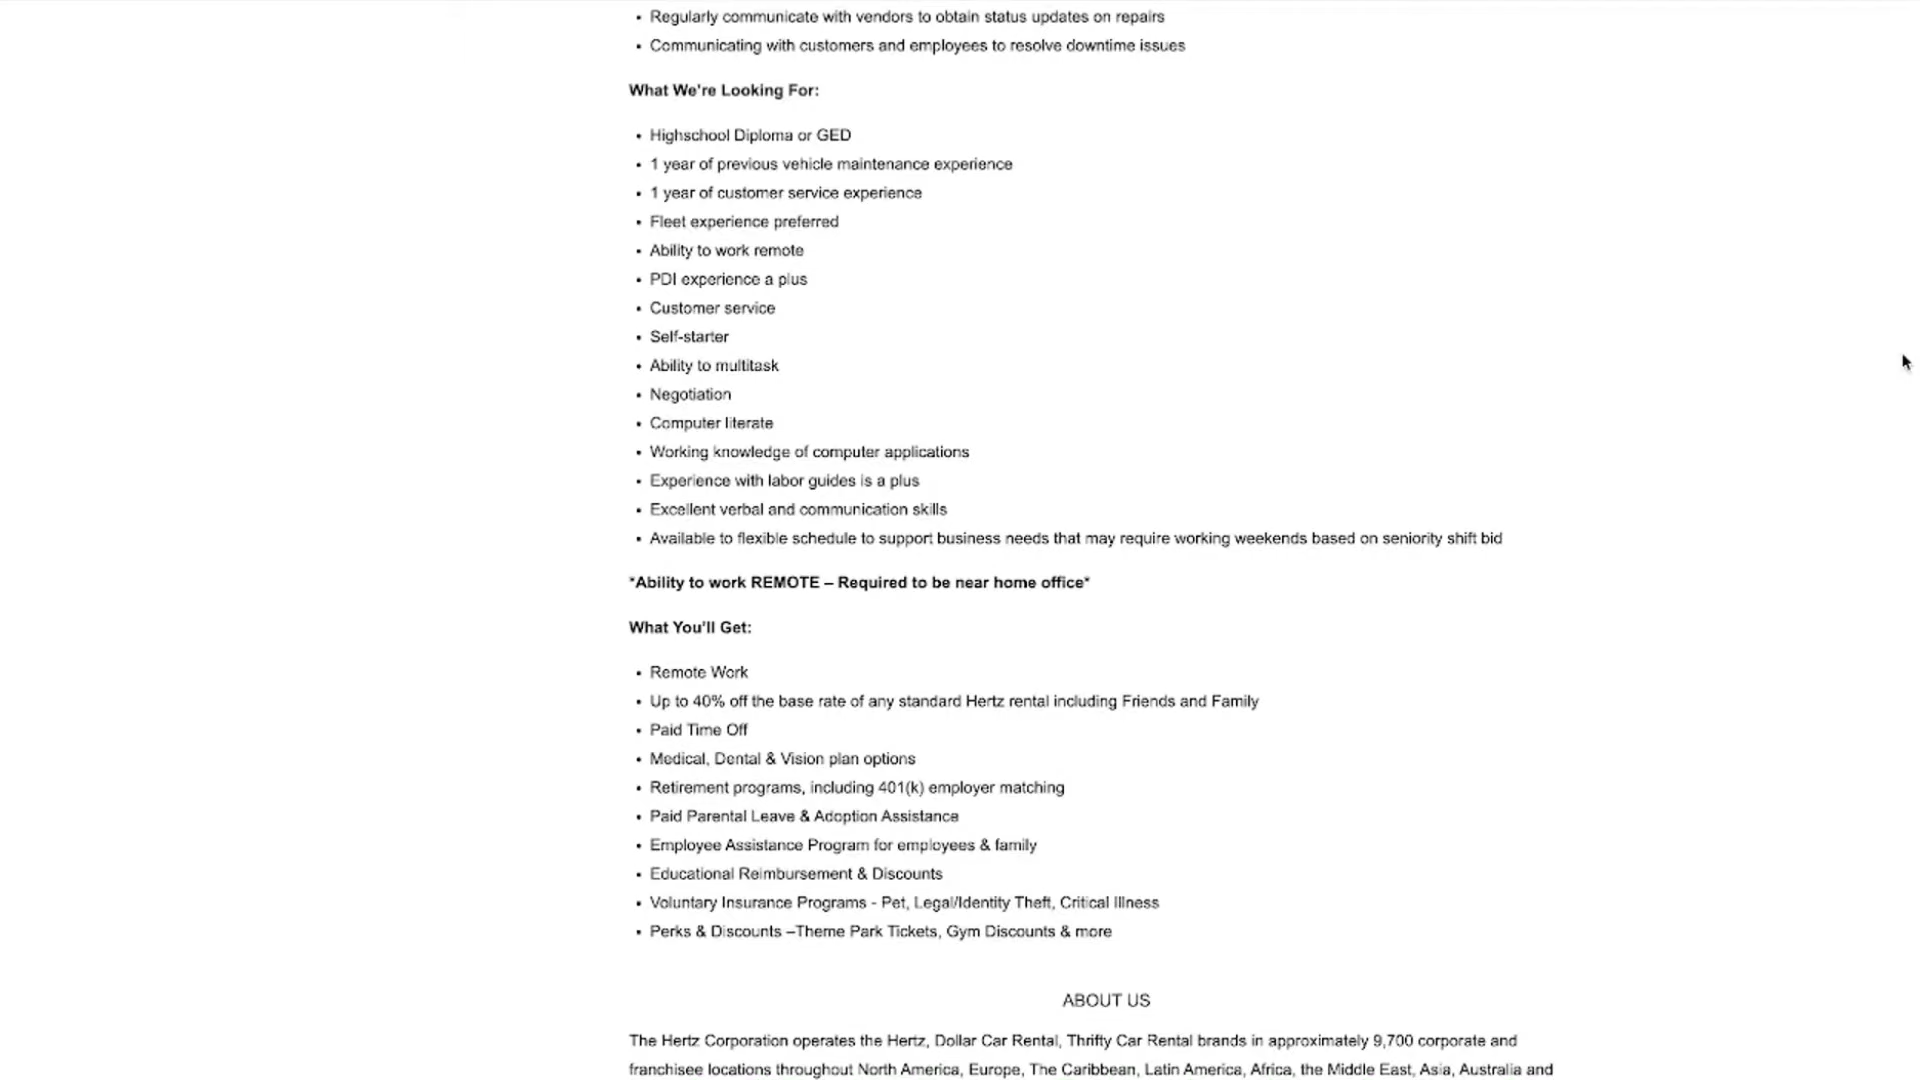 • Regularly communicate with vendors to obtain status updates on repairs
• Communicating with customers and employees to resolve downtime issues
What We're Looking For:
• Highschool Diploma or GED
• 1 year of previous vehicle maintenance experience
• 1 year of customer service experience
• Fleet experience preferred
• Ability to work remote
• PDI experience a plus
• Customer service
• Self-starter
• Ability to multitask
• Negotiation
• Computer literate
• Working knowledge of computer applications
• Experience with labor guides is a plus
• Excellent verbal and communication skills
• Available to flexible schedule to support business needs that may require working weekends based on seniority shift bid
*Ability to work REMOTE – Required to be near home office*
What You'll Get:
• Remote Work
• Up to 40% off the base rate of any standard Hertz rental including Friends and Family
• Paid Time Off
• Medical, Dental & Vision plan options
• Retirement programs, including 401(k) employer matching
• Paid Parental Leave & Adoption Assistance
• Employee Assistance Program for employees & family
• Educational Reimbursement & Discounts
• Voluntary Insurance Programs - Pet, Legal/Identity Theft, Critical Illness
• Perks & Discounts –Theme Park Tickets, Gym Discounts & more
ABOUT US
The Hertz Corporation operates the Hertz, Dollar Car Rental, Thrifty Car Rental brands in approximately 9,700 corporate and
franchisee locations throughout North America, Europe, The Caribbean, Latin America, Africa, the Middle East, Asia, Australia and